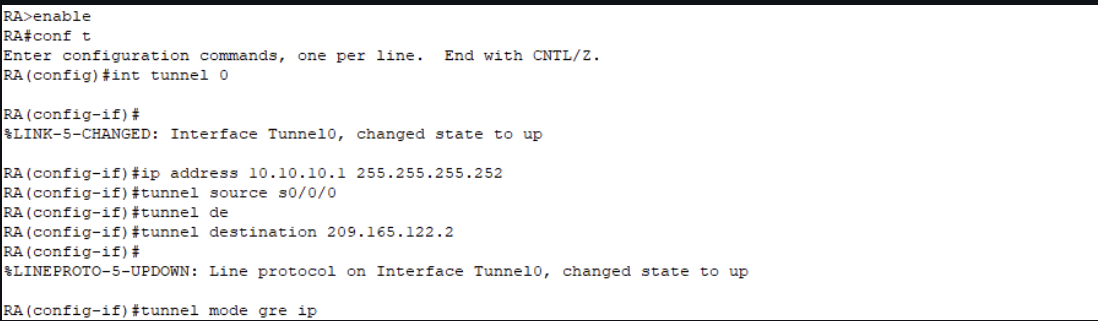 RA>enable
RA#conf t
Enter configuration commands, one per line.  End with CNTL/Z.
RA(config)#int tunnel 0
RA(config-if)#
%LINK-5-CHANGED: Interface Tunnel0, changed state to up
RA(config-if)#ip address 10.10.10.1 255.255.255.252
RA(config-if)#tunnel source s0/0/0
RA(config-if)#tunnel de
RA(config-if)#tunnel destination 209.165.122.2
RA(config-if)#
%LINEPROTO-5-UPDOWN: Line protocol on Interface Tunnel0, changed state to up
RA(config-if)#tunnel mode gre ip